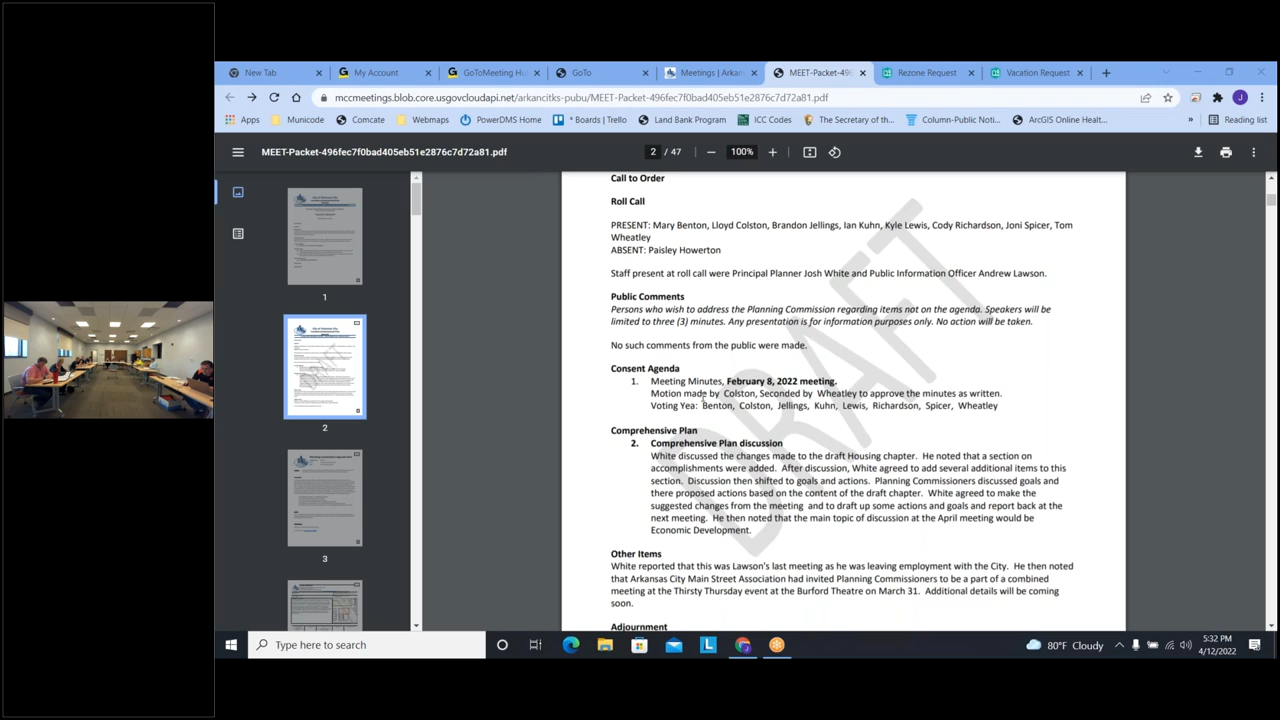 New Tab
My Account
GoToMeeting Hu
GoTo
Meetings | Arkan
MEET-Packet-496
Rezone Request
Vacation Request
mccmeetings.blob.core.usgovcloudapi.net/arkancitks-pubu/MEET-Packet-496fec7f0bad405eb51e2876c7d72a81.pdf
Apps
Municode
Comcate
Webmaps
PowerDMS Home
* Boards | Trello
Land Bank Program
ICC Codes
The Secretary of th...
Column-Public Noti...
ArcGIS Online Healt...
»
Reading list
MEET-Packet-496fec7f0bad405eb51e2876c7d72a81.pdf
2 / 47
100%
1
2
3
DRAFT
Call to Order
Roll Call
PRESENT: Mary Benton, Lloyd Colston, Brandon Jellings, Ian Kuhn, Kyle Lewis, Cody Richardson, Joni Spicer, Tom
Wheatley
ABSENT: Paisley Howerton
Staff present at roll call were Principal Planner Josh White and Public Information Officer Andrew Lawson.
Public Comments
Persons who wish to address the Planning Commission regarding items not on the agenda. Speakers will be
limited to three (3) minutes. Any presentation is for information purposes only. No action will be taken.
No such comments from the public were made.
Consent Agenda
1. Meeting Minutes, February 8, 2022 meeting.
Motion made by Colston, Seconded by Wheatley to approve the minutes as written.
Voting Yea: Benton, Colston, Jellings, Kuhn, Lewis, Richardson, Spicer, Wheatley
Comprehensive Plan
2. Comprehensive Plan discussion
White discussed the changes made to the draft Housing chapter. He noted that a section on
accomplishments were added. After discussion, White agreed to add several additional items to this
section. Discussion then shifted to goals and actions. Planning Commissioners discussed goals and
there proposed actions based on the content of the draft chapter. White agreed to make the
suggested changes from the meeting and to draft up some actions and goals and report back at the
next meeting. He then noted that the main topic of discussion at the April meeting would be
Economic Development.
Other Items
White reported that this was Lawson's last meeting as he was leaving employment with the City. He then noted
that Arkansas City Main Street Association had invited Planning Commissioners to be a part of a combined
meeting at the Thirsty Thursday event at the Burford Theatre on March 31. Additional details will be coming
soon.
Adjournment
Type here to search
80°F Cloudy
5:32 PM
4/12/2022